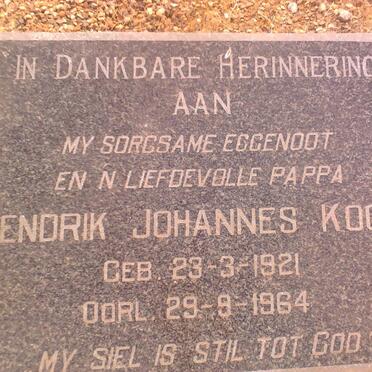 IN DANKBARE HERINNERING
AAN
MY SORGSAME EGGENOOT
EN N LIEFDEVOLLE PAPPA
ENDRIK JOHANNES KOO
GEB. 23-3-1921
OORL. 29-9-1964
MY SIEL IS STIL TOT GOD